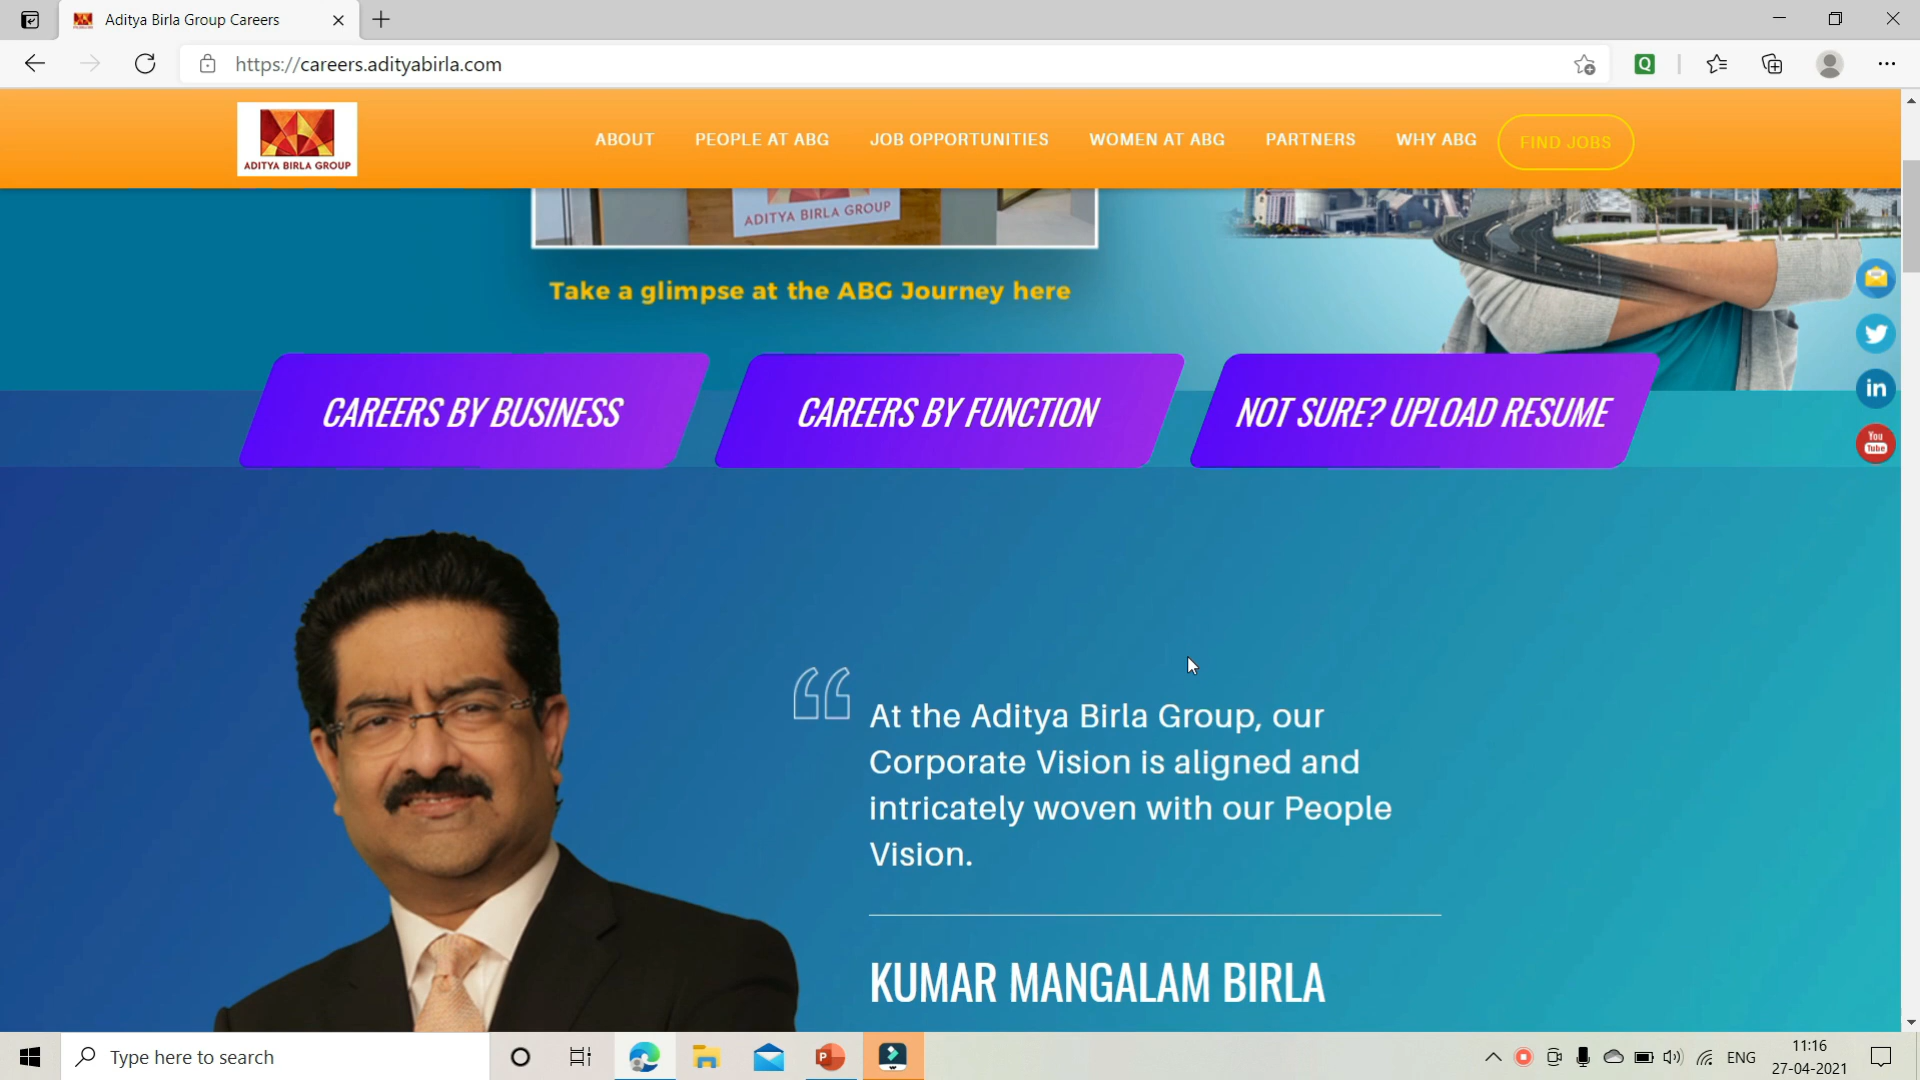 Aditya Birla Group Careers
https://careers.adityabirla.com
Q
ADITYA BIRLA GROUP
ABOUT
PEOPLE AT ABG
JOB OPPORTUNITIES
WOMEN AT ABG
PARTNERS
WHY ABG
FIND JOBS
ADITYA BIRLA GROUP
Take a glimpse at the ABG Journey here
in
You
Tube
CAREERS BY BUSINESS
CAREERS BY FUNCTION
NOT SURE? UPLOAD RESUME
At the Aditya Birla Group, our
Corporate Vision is aligned and
intricately woven with our People
Vision.
KUMAR MANGALAM BIRLA
Type here to search
P
ENG
11:16
27-04-2021